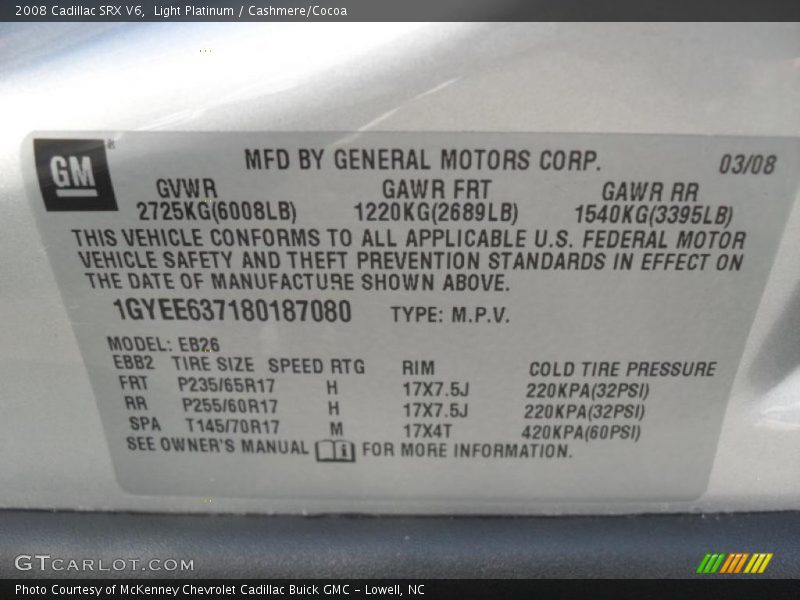 2008 Cadillac SRX V6,  Light Platinum / Cashmere/Cocoa
GM
MFD BY GENERAL MOTORS CORP. 03/08
GVWR GAWR FRT GAWR RR
2725KG(6008LB) 1220KG(2689LB) 1540KG(3395LB)
THIS VEHICLE CONFORMS TO ALL APPLICABLE U.S. FEDERAL MOTOR
VEHICLE SAFETY AND THEFT PREVENTION STANDARDS IN EFFECT ON
THE DATE OF MANUFACTURE SHOWN ABOVE.
1GYEE637180187080 TYPE: M.P.V.
MODEL: EB26
EBB2 TIRE SIZE SPEED RTG RIM COLD TIRE PRESSURE
FRT P235/65R17 H 17X7.5J 220KPA(32PSI)
RR P255/60R17 H 17X7.5J 220KPA(32PSI)
SPA T145/70R17 M 17X4T 420KPA(60PSI)
SEE OWNER'S MANUAL FOR MORE INFORMATION.
GTCARLOT.COM
Photo Courtesy of McKenney Chevrolet Cadillac Buick GMC - Lowell, NC